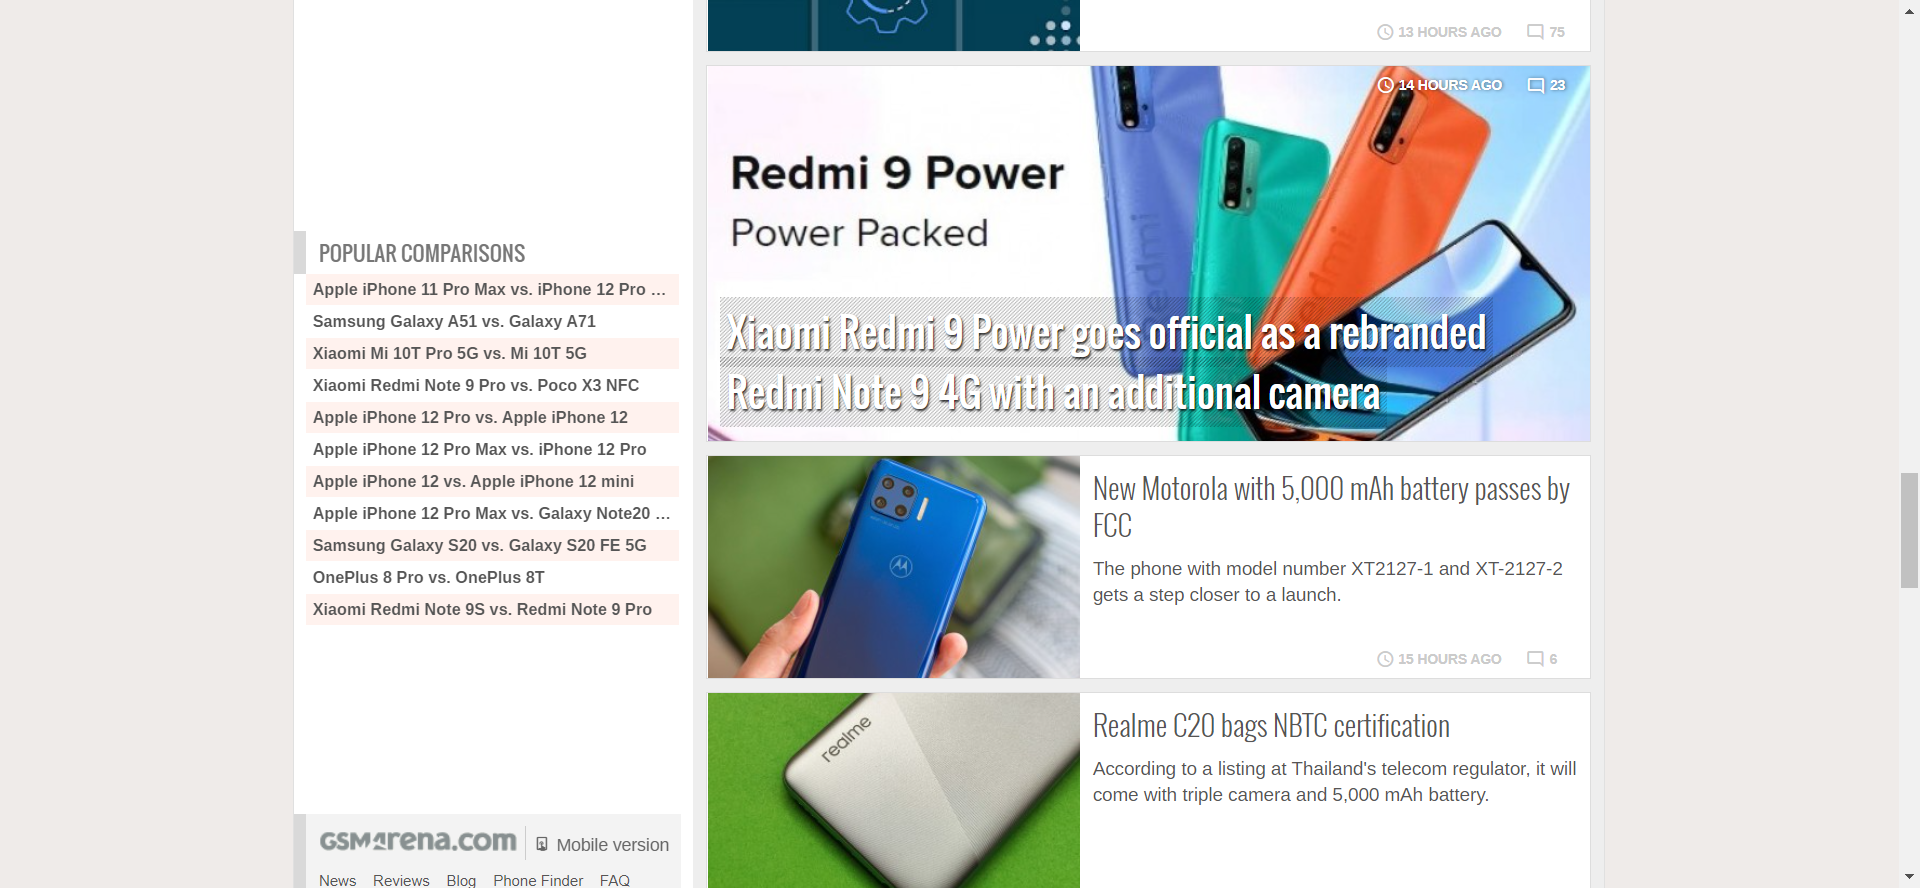 13 HOURS AGO 75
14 HOURS AGO 23
Redmi 9 Power
Power Packed
Redmi
Redmi
Xiaomi Redmi 9 Power goes official as a rebranded
Redmi Note 9 4G with an additional camera
New Motorola with 5,000 mAh battery passes by
FCC
The phone with model number XT2127-1 and XT-2127-2
gets a step closer to a launch.
15 HOURS AGO 6
realme
Realme C20 bags NBTC certification
According to a listing at Thailand's telecom regulator, it will
come with triple camera and 5,000 mAh battery.
POPULAR COMPARISONS
Apple iPhone 11 Pro Max vs. iPhone 12 Pro …
Samsung Galaxy A51 vs. Galaxy A71
Xiaomi Mi 10T Pro 5G vs. Mi 10T 5G
Xiaomi Redmi Note 9 Pro vs. Poco X3 NFC
Apple iPhone 12 Pro vs. Apple iPhone 12
Apple iPhone 12 Pro Max vs. iPhone 12 Pro
Apple iPhone 12 vs. Apple iPhone 12 mini
Apple iPhone 12 Pro Max vs. Galaxy Note20 …
Samsung Galaxy S20 vs. Galaxy S20 FE 5G
OnePlus 8 Pro vs. OnePlus 8T
Xiaomi Redmi Note 9S vs. Redmi Note 9 Pro
GSMArena.com Mobile version
News Reviews Blog Phone Finder FAQ